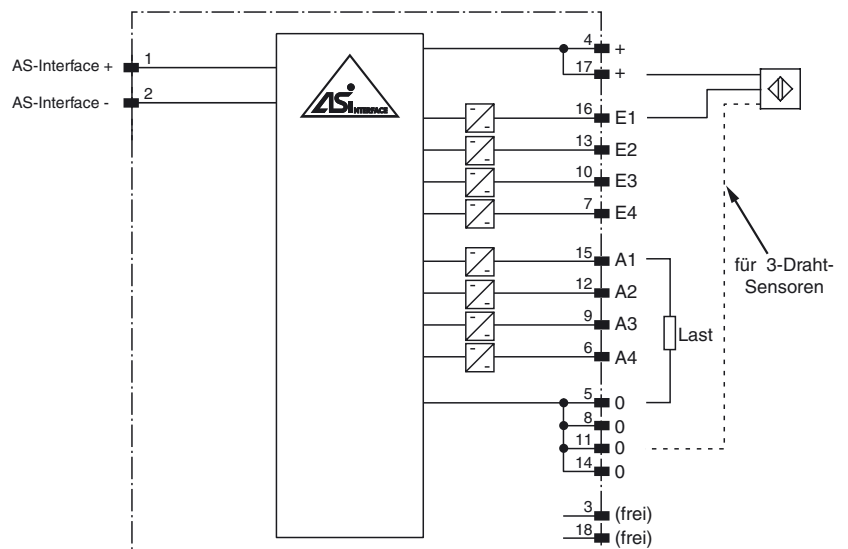 AS-Interface + 1
AS-Interface - 2
ASi INTERFACE
4 +
17 +
16 E1
13 E2
10 E3
7 E4
15 A1
12 A2
9 A3
6 A4
5 0
8 0
11 0
14 0
3 (frei)
18 (frei)
Last
für 3-Draht-
Sensoren